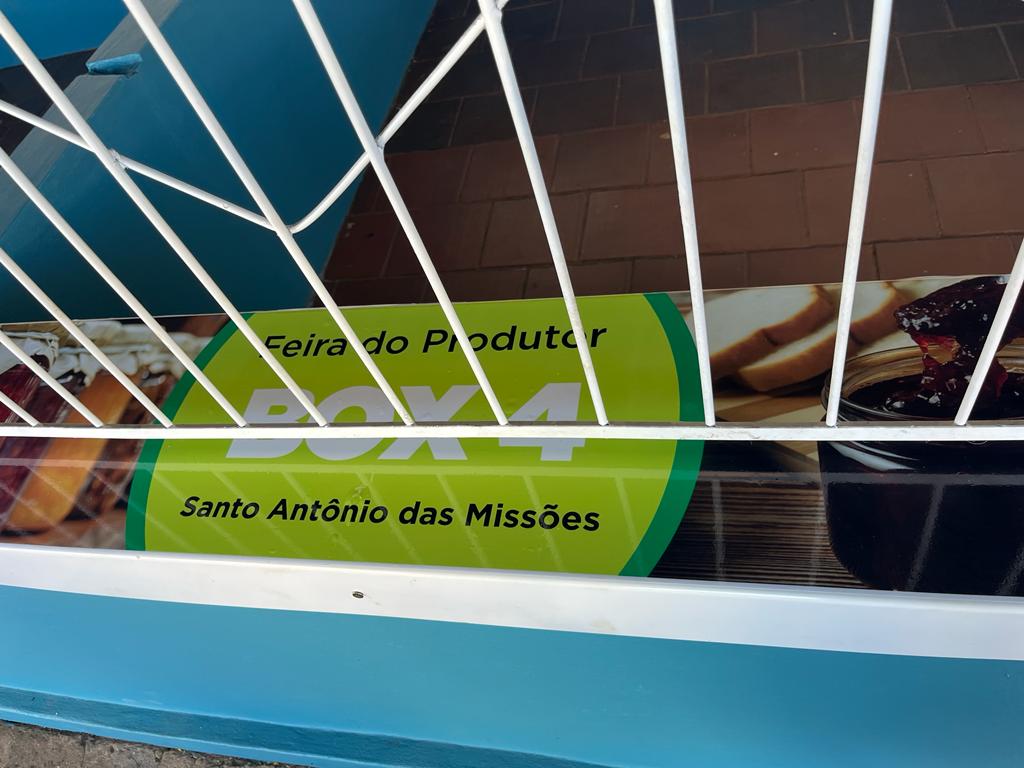 Feira do Produtor
BOX 4
Santo Antônio das Missões